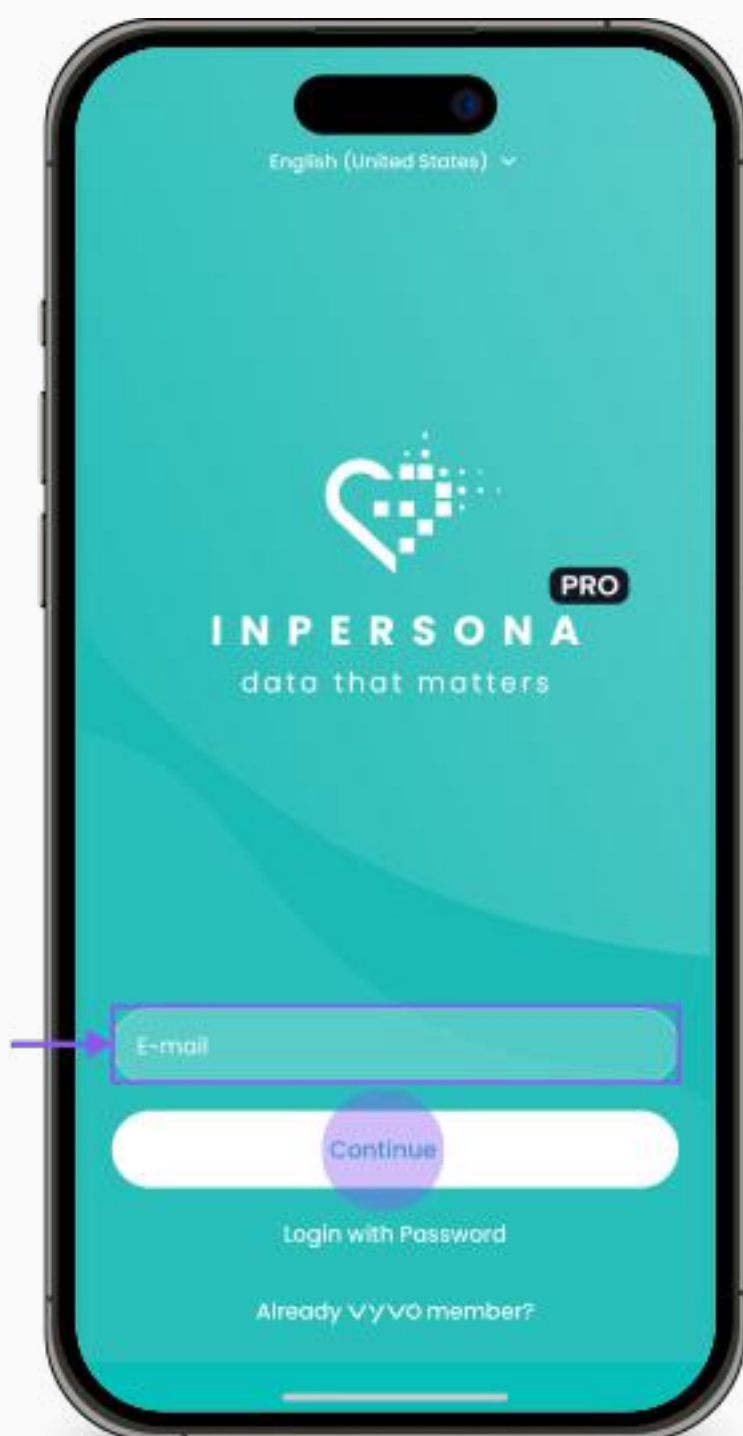 English (United States)
PRO
INPERSONA
data that matters
E-mail
Continue
Login with Password
Already vyvo member?